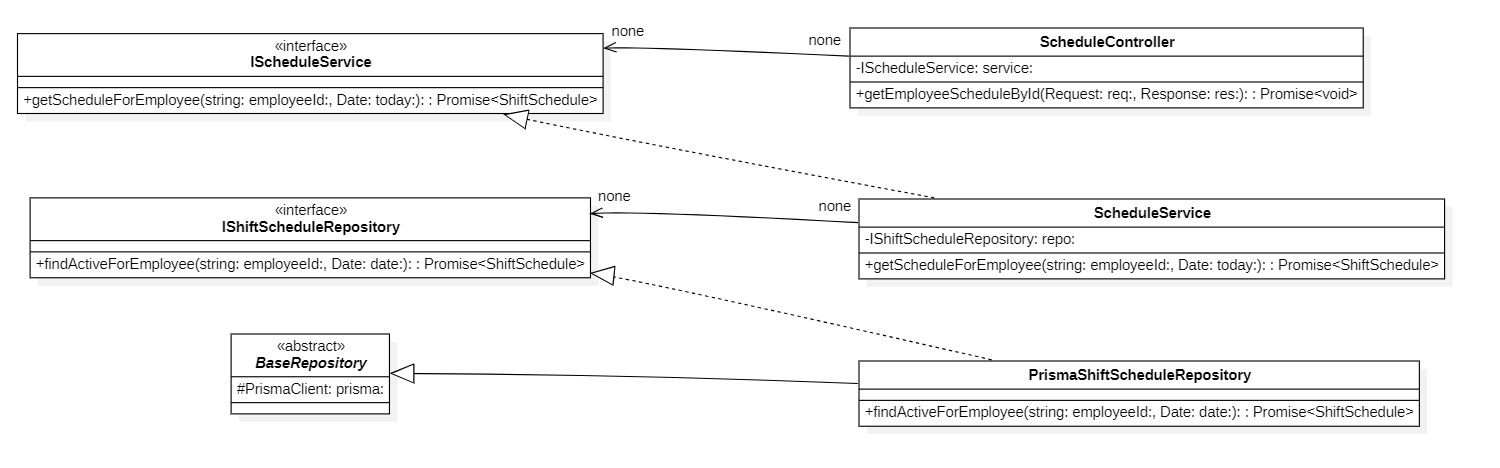 «interface»
IScheduleService
+getScheduleForEmployee(string: employeeId:, Date: today:): : Promise<ShiftSchedule>
none
none
ScheduleController
-IScheduleService: service:
+getEmployeeScheduleById(Request: req:, Response: res:): : Promise<void>
«interface»
IShiftScheduleRepository
+findActiveForEmployee(string: employeeId:, Date: date:): : Promise<ShiftSchedule>
none
none
ScheduleService
-IShiftScheduleRepository: repo:
+getScheduleForEmployee(string: employeeId:, Date: today:): : Promise<ShiftSchedule>
«abstract»
BaseRepository
#PrismaClient: prisma:
PrismaShiftScheduleRepository
+findActiveForEmployee(string: employeeId:, Date: date:): : Promise<ShiftSchedule>